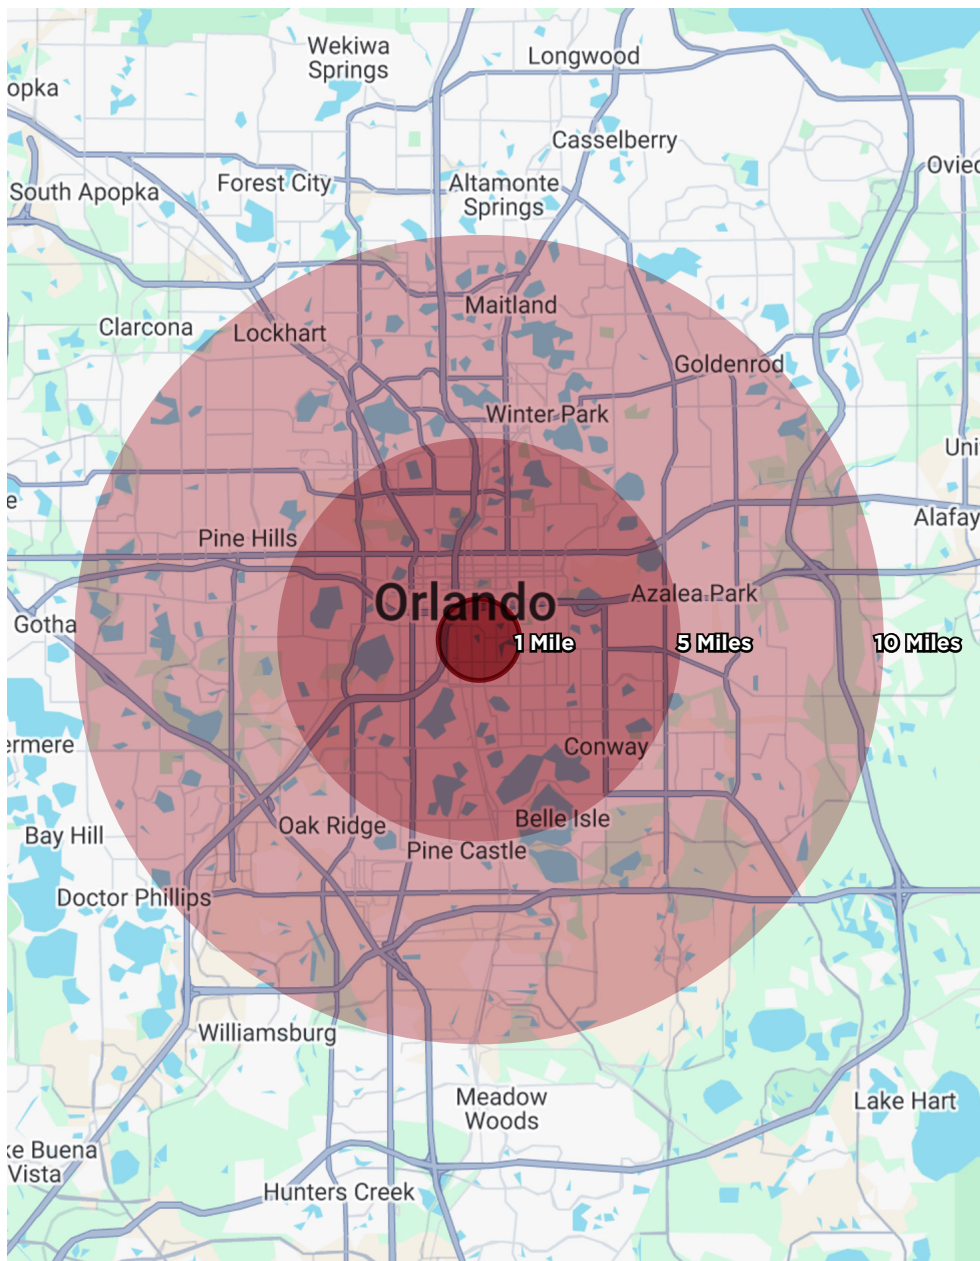 Wekiwa
Springs
Longwood
opka
Casselberry
Oviec
South Apopka
Forest City
Altamonte
Springs
Maitland
Clarcona
Lockhart
Goldenrod
Winter Park
Uni
e
Alafay
Pine Hills
Orlando
Azalea Park
Gotha
1 Mile
5 Miles
10 Miles
ermere
Conway
Bay Hill
Oak Ridge
Belle Isle
Pine Castle
Doctor Phillips
Williamsburg
Meadow
Woods
Lake Hart
ke Buena
Vista
Hunters Creek